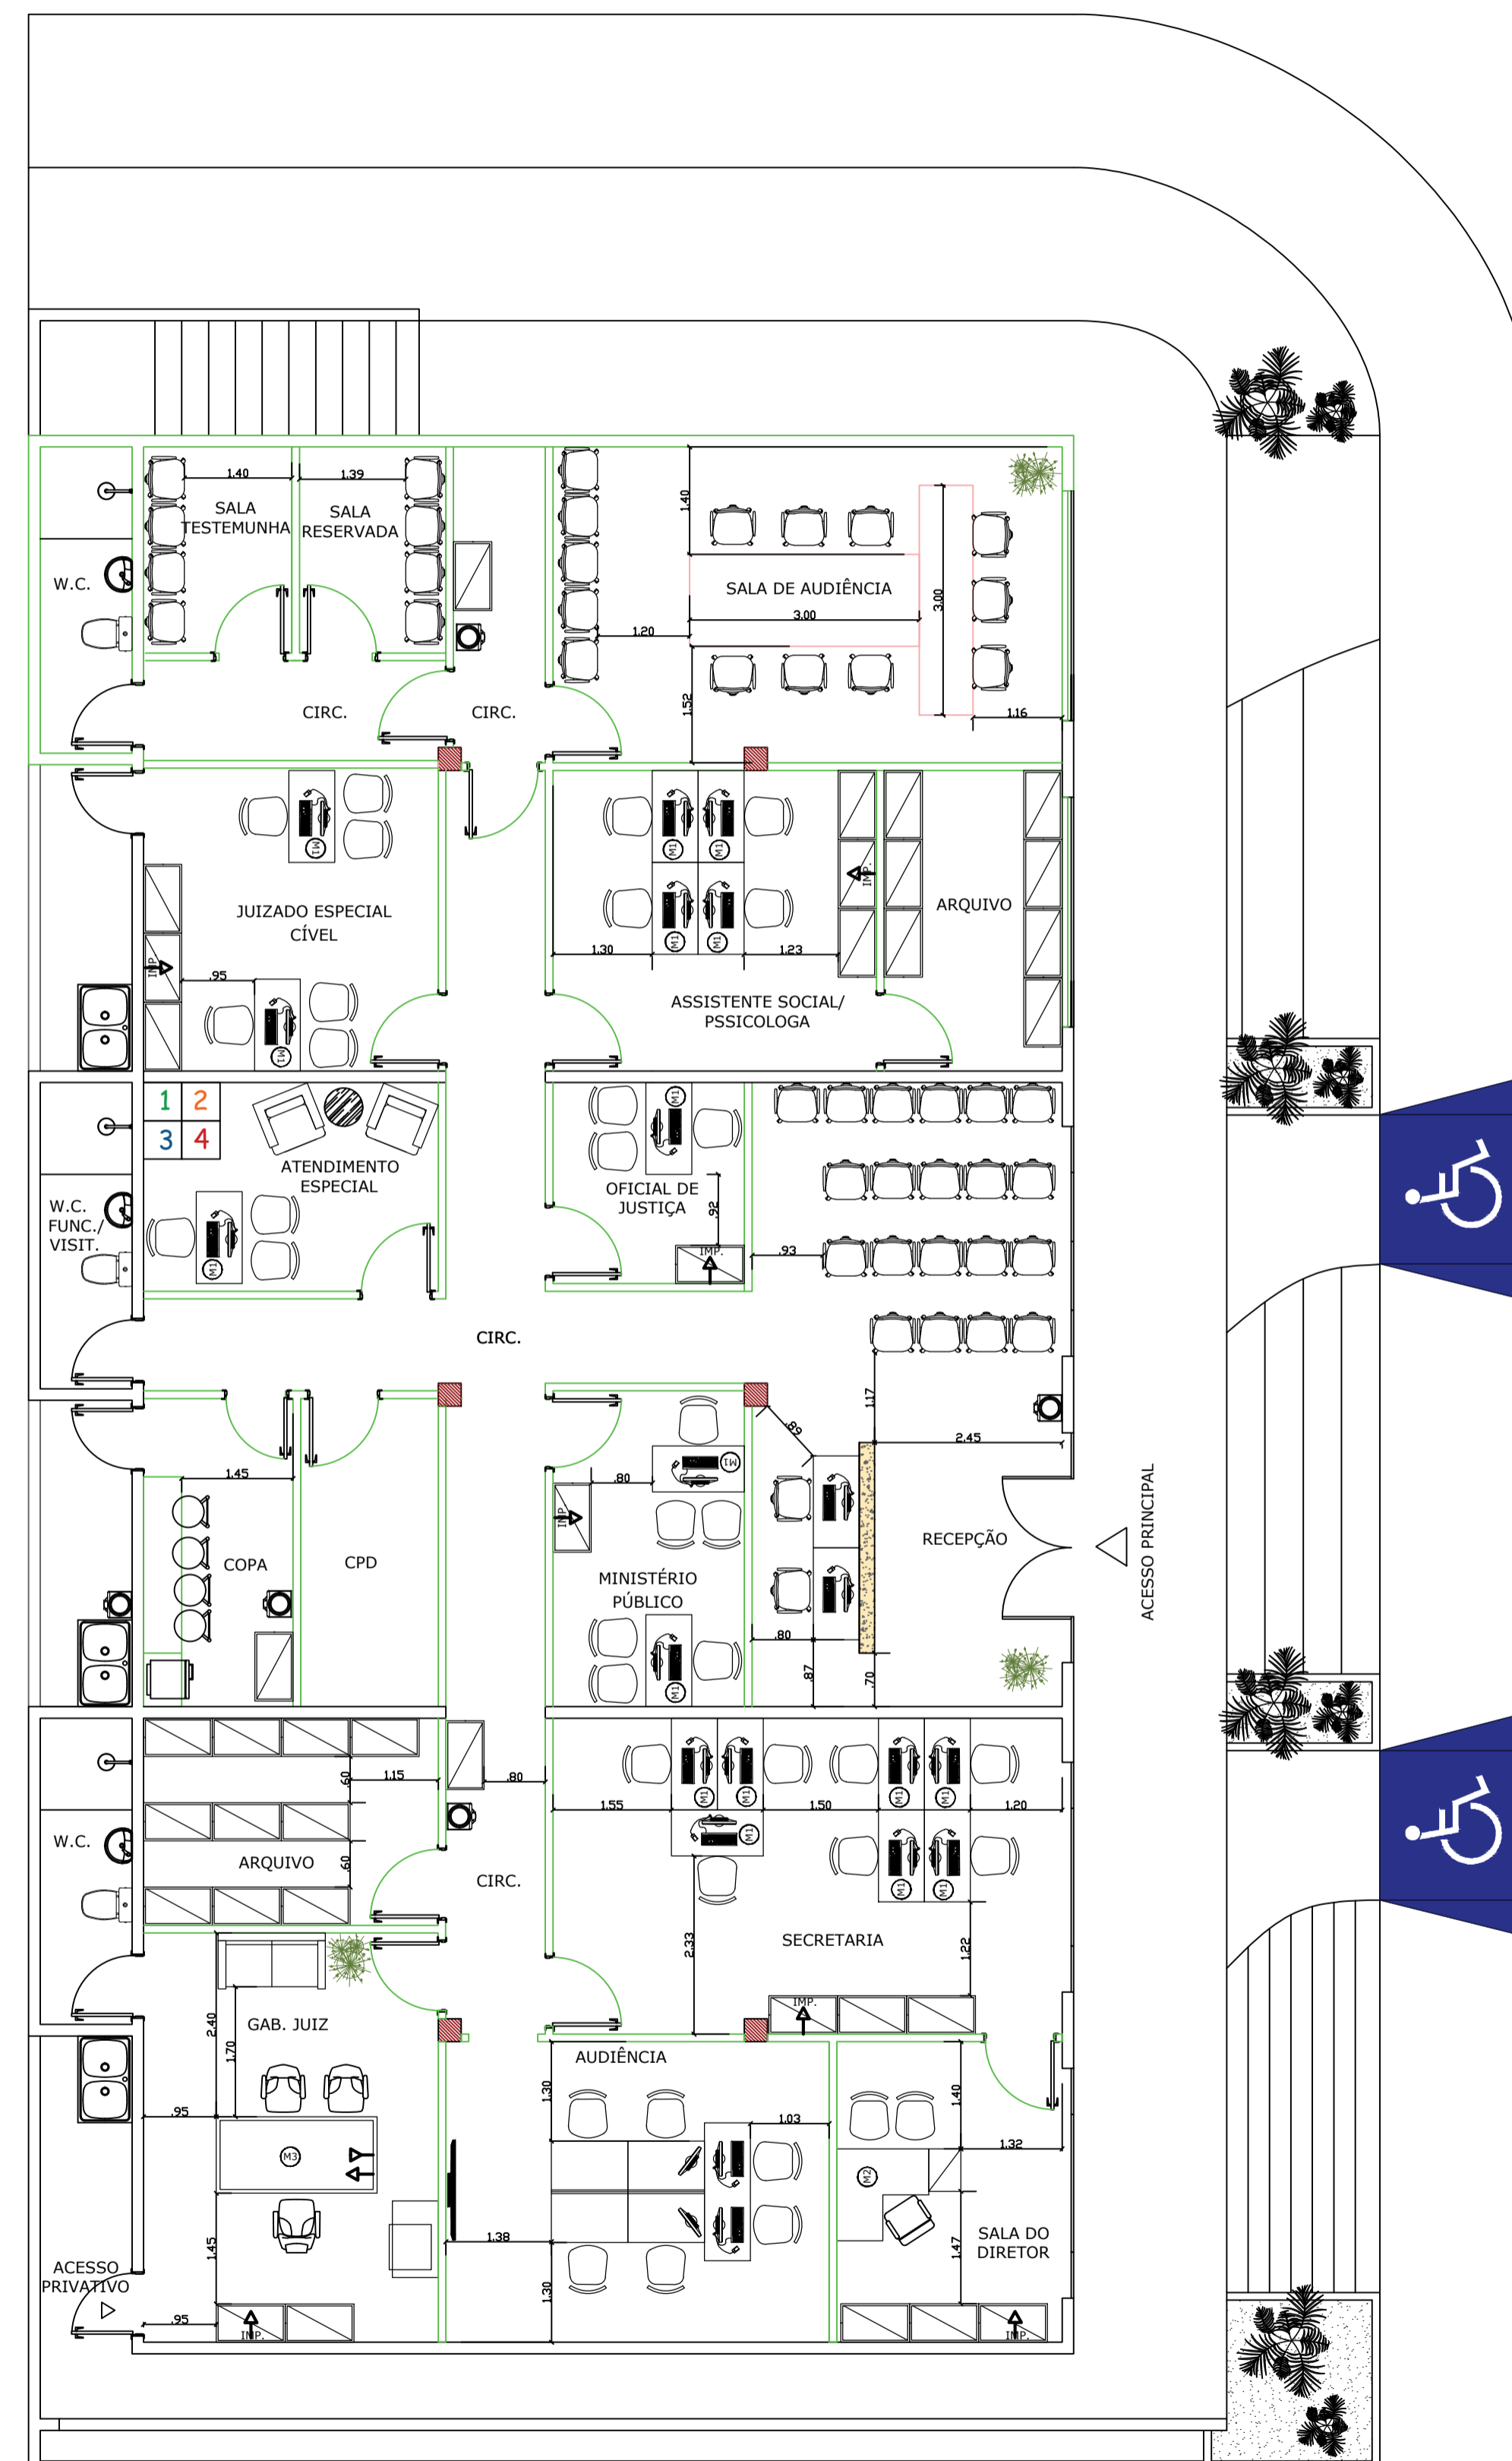 1.40
1.39
SALA
TESTEMUNHA
SALA
RESERVADA
1.40
W.C.
SALA DE AUDIÊNCIA
3.00
3.00
1.20
1.52
1.16
CIRC.
CIRC.
M1
M1
M1
JUIZADO ESPECIAL
CÍVEL
IMP.
ARQUIVO
M1
M1
1.30
1.23
IMP.
.95
ASSISTENTE SOCIAL/
PSSICOLOGA
M1
1
2
3
4
M1
ATENDIMENTO
ESPECIAL
OFICIAL DE
JUSTIÇA
W.C.
FUNC./
VISIT.
.92
IMP.
.93
M1
CIRC.
1.17
.89
2.45
1.45
.80
M1
IMP.
ACESSO PRINCIPAL
RECEPÇÃO
COPA
CPD
MINISTÉRIO
PÚBLICO
.80
.87
.70
M1
.60
1.15
.80
M1
M1
M1
M1
1.55
1.50
1.20
M1
W.C.
ARQUIVO
.60
CIRC.
M1
M1
2.33
SECRETARIA
1.22
IMP.
GAB. JUIZ
2.40
1.70
AUDIÊNCIA
1.30
1.40
.95
1.03
1.32
M3
M2
1.38
1.45
1.47
SALA DO
DIRETOR
ACESSO
PRIVATIVO
1.30
.95
IMP.
IMP.